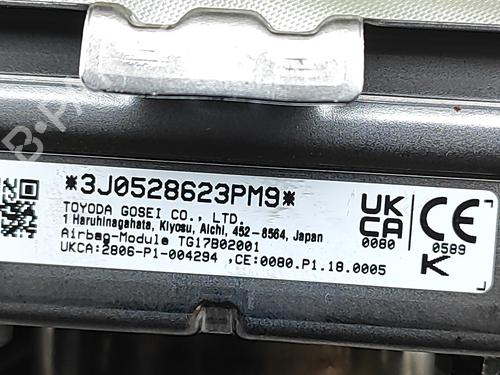 *3J0528623PM9*
TOYODA GOSEI CO., LTD.
1 Haruhinagahata, Kiyosu, Aichi, 452-8564, Japan
Airbag-Module TG17B02001
UKCA:2806-P1-004294 ,CE:0080.P1.18.0005
UK
CA
0080
CE
0589
K